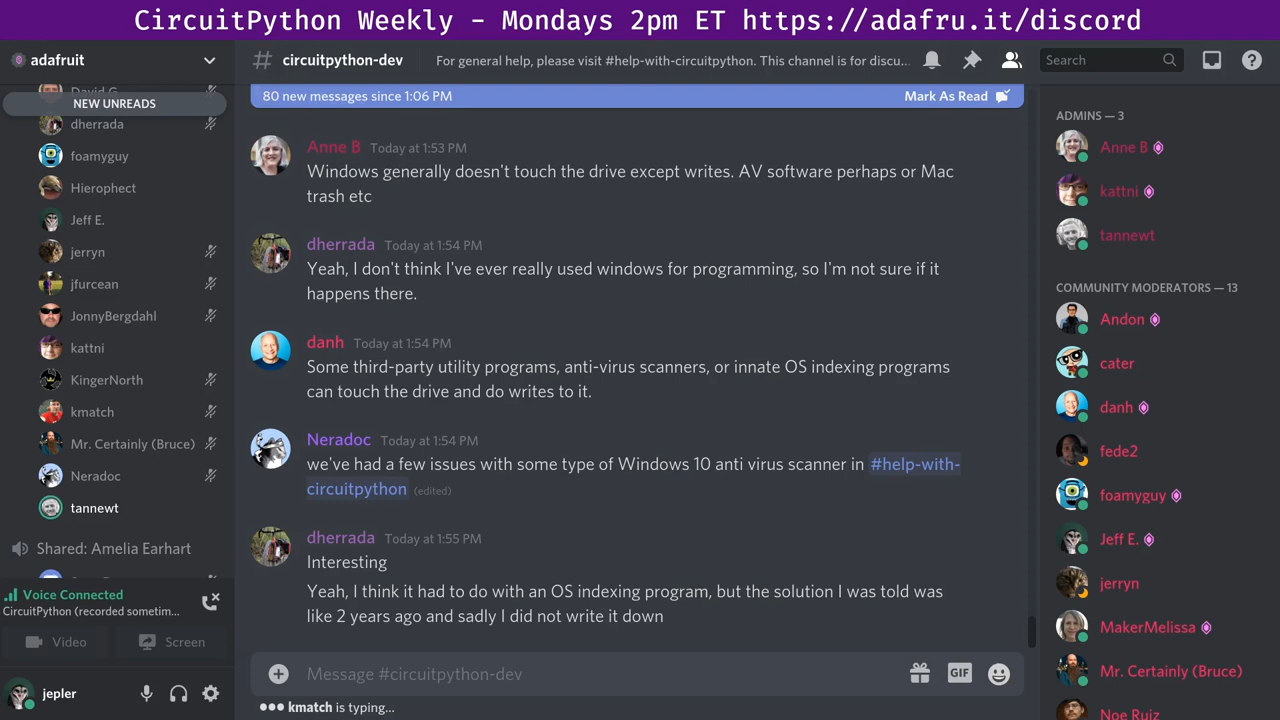 CircuitPython Weekly - Mondays 2pm ET https://adafru.it/discord
adafruit
# circuitpython-dev
For general help, please visit #help-with-circuitpython. This channel is for discu...
Search
David G.
NEW UNREADS
dherrada
foamyguy
Hierophect
Jeff E.
jerryn
jfurcean
JonnyBergdahl
kattni
KingerNorth
kmatch
Mr. Certainly (Bruce)
Neradoc
tannewt
Shared: Amelia Earhart
Voice Connected
CircuitPython (recorded sometim...
Video
Screen
jepler
80 new messages since 1:06 PM
Mark As Read
Anne B Today at 1:53 PM
Windows generally doesn't touch the drive except writes. AV software perhaps or Mac
trash etc
dherrada Today at 1:54 PM
Yeah, I don't think I've ever really used windows for programming, so I'm not sure if it
happens there.
danh Today at 1:54 PM
Some third-party utility programs, anti-virus scanners, or innate OS indexing programs
can touch the drive and do writes to it.
Neradoc Today at 1:54 PM
we've had a few issues with some type of Windows 10 anti virus scanner in #help-with-
circuitpython (edited)
dherrada Today at 1:55 PM
Interesting
Yeah, I think it had to do with an OS indexing program, but the solution I was told was
like 2 years ago and sadly I did not write it down
Message #circuitpython-dev
GIF
kmatch is typing...
ADMINS — 3
Anne B
kattni
tannewt
COMMUNITY MODERATORS — 13
Andon
cater
danh
fede2
foamyguy
Jeff E.
jerryn
MakerMelissa
Mr. Certainly (Bruce)
Noe Ruiz